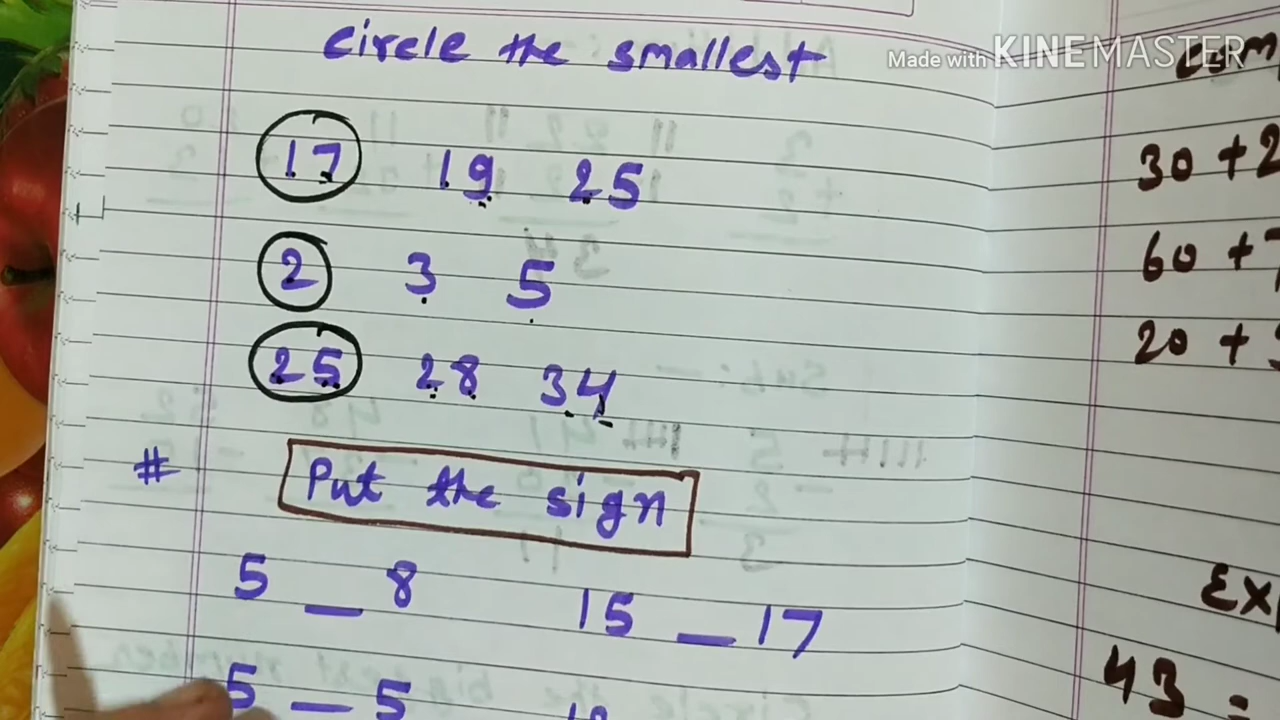 circle the smallest
Made with KINEMASTER
17 19 25
2 3 5
25 28 34
# Put the sign
5 _ 8 15 _ 17
5 _ 5
30 + 2
60 +
20 +
43 =